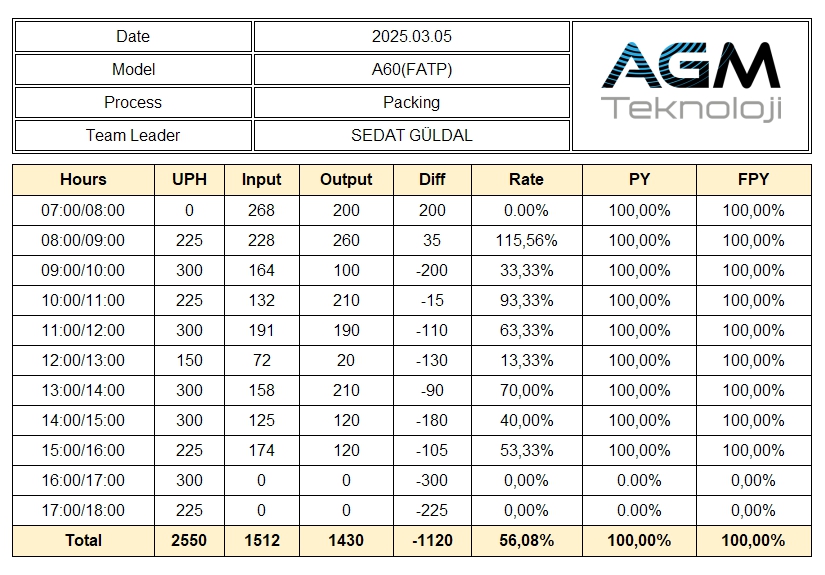 Date 2025.03.05
Model A60(FATP)
Process Packing
Team Leader SEDAT GÜLDAL
AGM
Teknoloji
Hours UPH Input Output Diff Rate PY FPY
07:00/08:00 0 268 200 200 0.00% 100,00% 100,00%
08:00/09:00 225 228 260 35 115,56% 100,00% 100,00%
09:00/10:00 300 164 100 -200 33,33% 100,00% 100,00%
10:00/11:00 225 132 210 -15 93,33% 100,00% 100,00%
11:00/12:00 300 191 190 -110 63,33% 100,00% 100,00%
12:00/13:00 150 72 20 -130 13,33% 100,00% 100,00%
13:00/14:00 300 158 210 -90 70,00% 100,00% 100,00%
14:00/15:00 300 125 120 -180 40,00% 100,00% 100,00%
15:00/16:00 225 174 120 -105 53,33% 100,00% 100,00%
16:00/17:00 300 0 0 -300 0,00% 0.00% 0,00%
17:00/18:00 225 0 0 -225 0,00% 0.00% 0,00%
Total 2550 1512 1430 -1120 56,08% 100,00% 100,00%